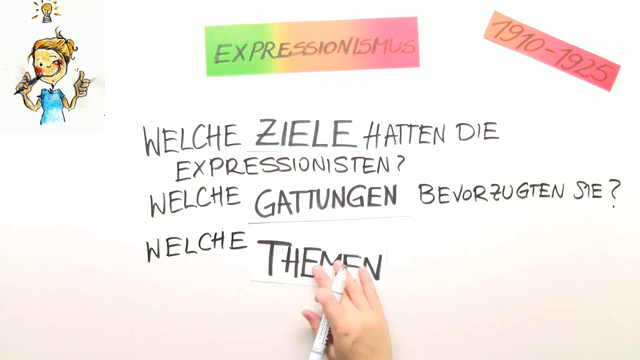 EXPRESSIONISMUS
1910-1925
WELCHE ZIELE HATTEN DIE
EXPRESSIONISTEN?
WELCHE GATTUNGEN BEVORZUGTEN SIE?
WELCHE THEMEN